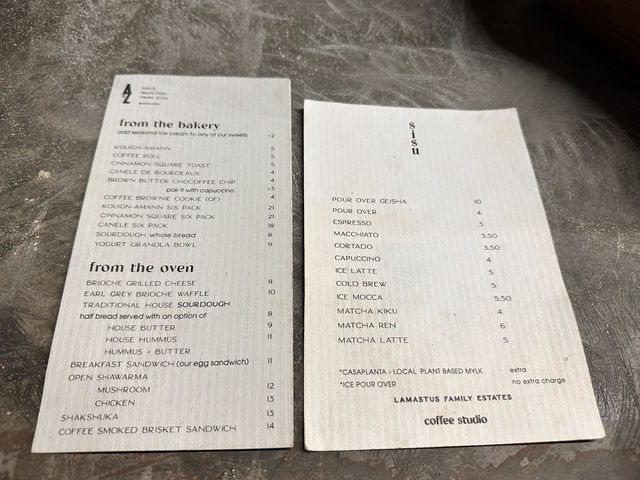 AZ
from the bakery
add seasonal ice cream to any of our sweets +2
KOUIGN-AMANN 5
COFFEE ROLL 5
CINNAMON SQUARE TOAST 5
CANELE DE BOURDEAUX 4
BROWN BUTTER CHOCOFFEE CHIP 4
pair it with capuccino +3
COFFEE BROWNIE COOKIE (GF) 4
KOUIGN-AMANN SIX PACK 21
CINNAMON SQUARE SIX PACK 21
CANELE SIX PACK 18
SOURDOUGH whole bread 8
YOGURT GRANOLA BOWL 9
from the oven
BRIOCHE GRILLED CHEESE 8
EARL GREY BRIOCHE WAFFLE 10
TRADITIONAL HOUSE SOURDOUGH
half bread served with an option of 8
HOUSE BUTTER 9
HOUSE HUMMUS 11
HUMMUS + BUTTER
BREAKFAST SANDWICH (our egg sandwich) 11
OPEN SHAWARMA
MUSHROOM 12
CHICKEN 13
SHAKSHUKA 13
COFFEE SMOKED BRISKET SANDWICH 14
sisu
POUR OVER GEISHA 10
POUR OVER 4
ESPRESSO 3
MACCHIATO 3.50
CORTADO 3.50
CAPUCCINO 4
ICE LATTE 5
COLD BREW 5
ICE MOCCA 5.50
MATCHA KIKU 4
MATCHA REN 6
MATCHA LATTE 5
*CASAPLANTA - LOCAL PLANT BASED MYLK extra
*ICE POUR OVER no extra charge
LAMASTUS FAMILY ESTATES
coffee studio